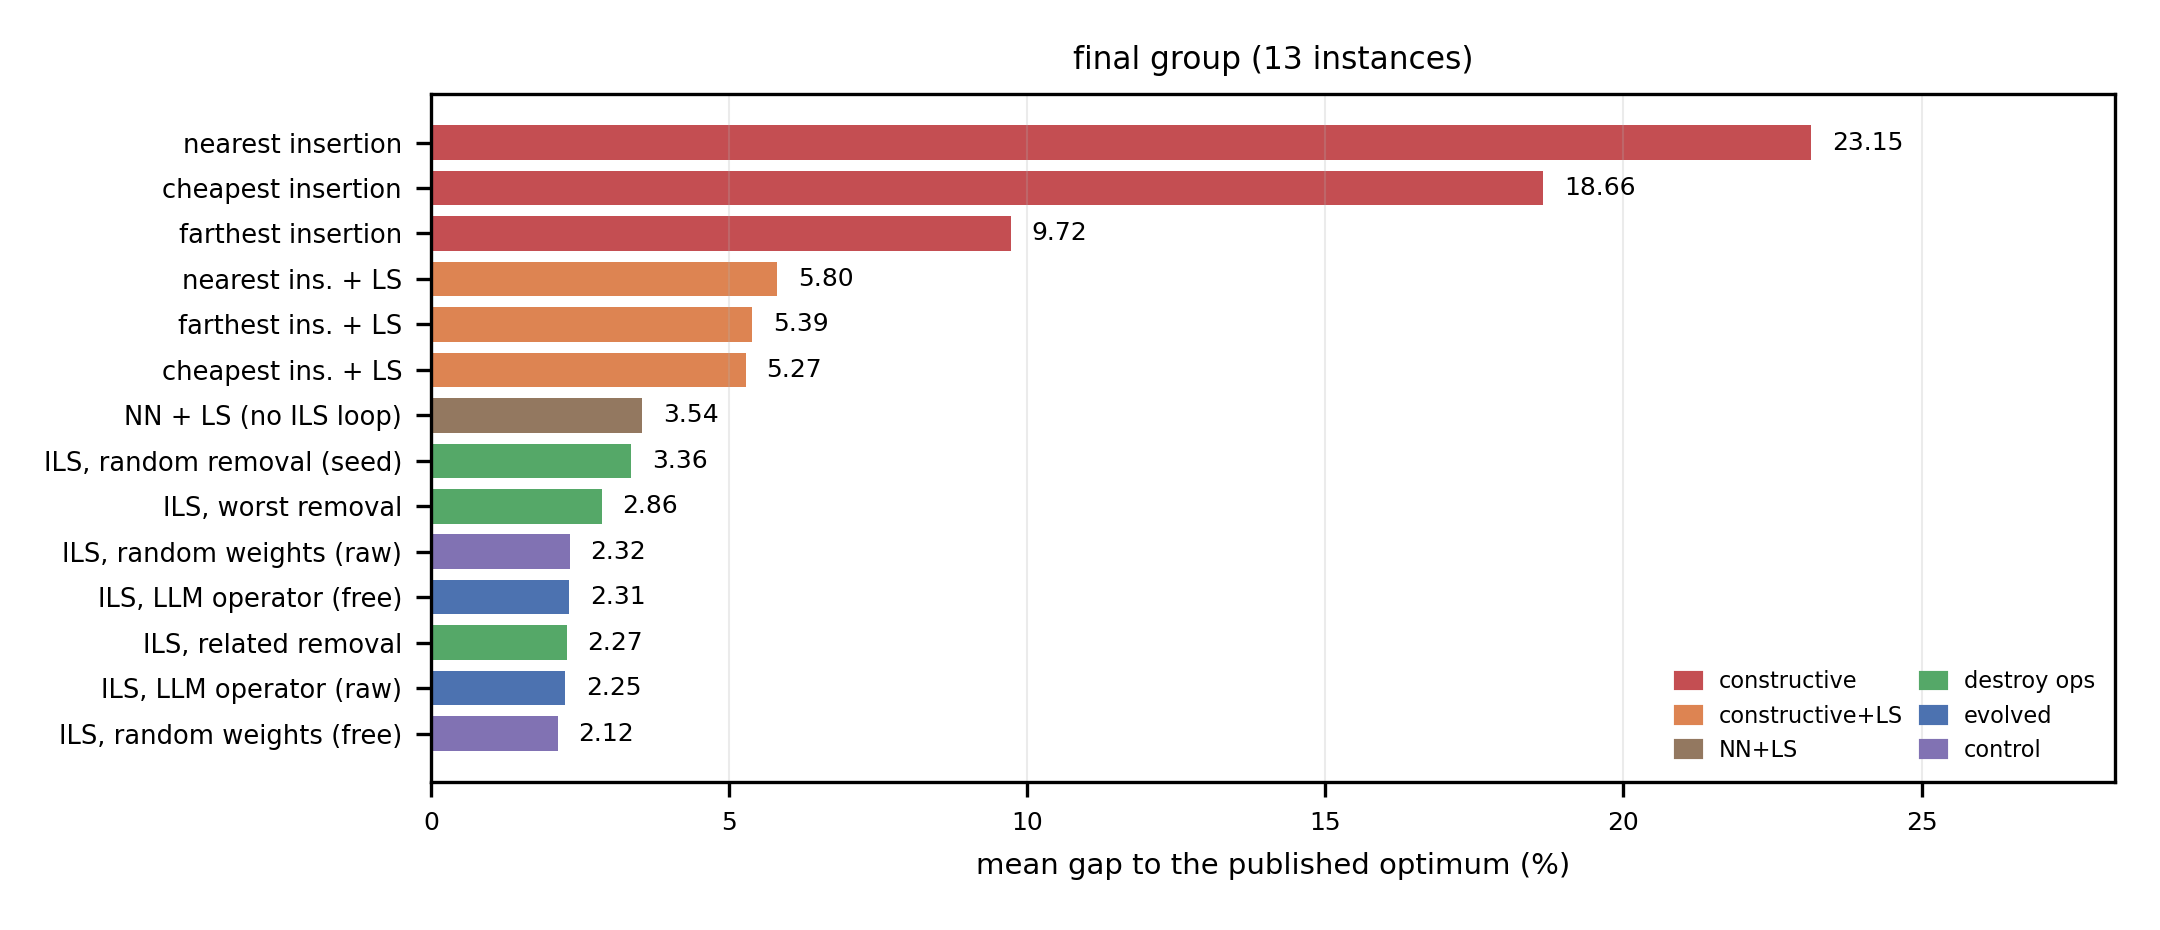 final group (13 instances)
nearest insertion 23.15
cheapest insertion 18.66
farthest insertion 9.72
nearest ins. + LS 5.80
farthest ins. + LS 5.39
cheapest ins. + LS 5.27
NN + LS (no ILS loop) 3.54
ILS, random removal (seed) 3.36
ILS, worst removal 2.86
ILS, random weights (raw) 2.32
ILS, LLM operator (free) 2.31
ILS, related removal 2.27
ILS, LLM operator (raw) 2.25
ILS, random weights (free) 2.12
constructive destroy ops
constructive+LS evolved
NN+LS control
0 5 10 15 20 25
mean gap to the published optimum (%)